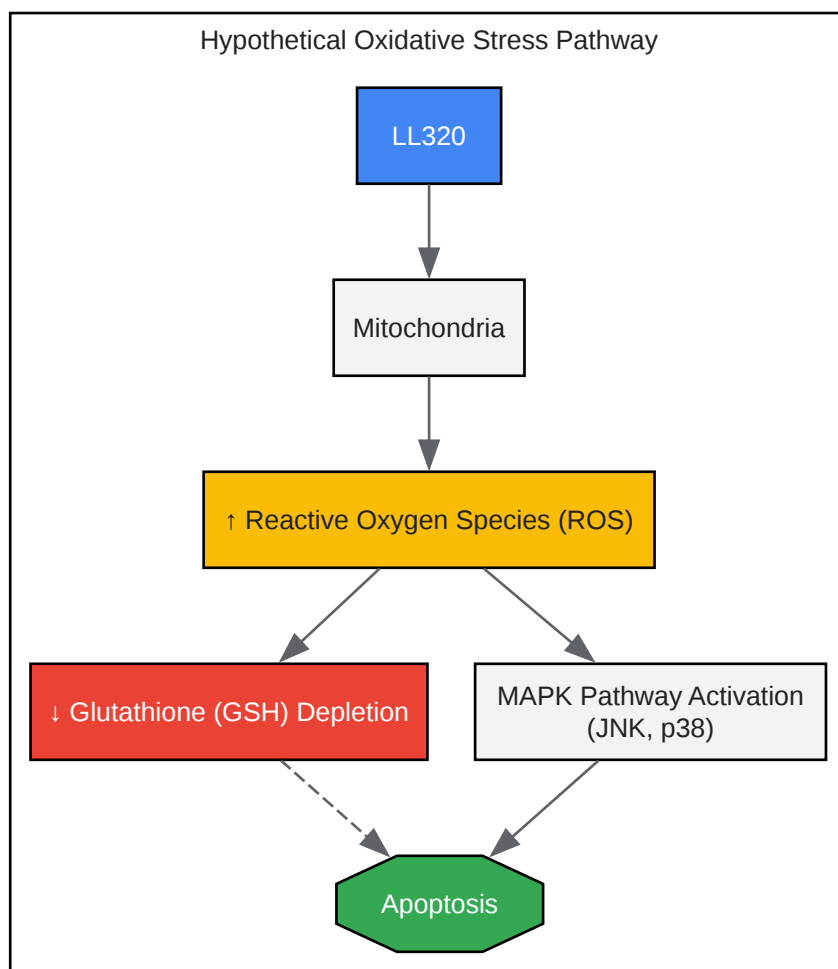 Hypothetical Oxidative Stress Pathway
LL320
Mitochondria
↑ Reactive Oxygen Species (ROS)
↓ Glutathione (GSH) Depletion
MAPK Pathway Activation
(JNK, p38)
Apoptosis